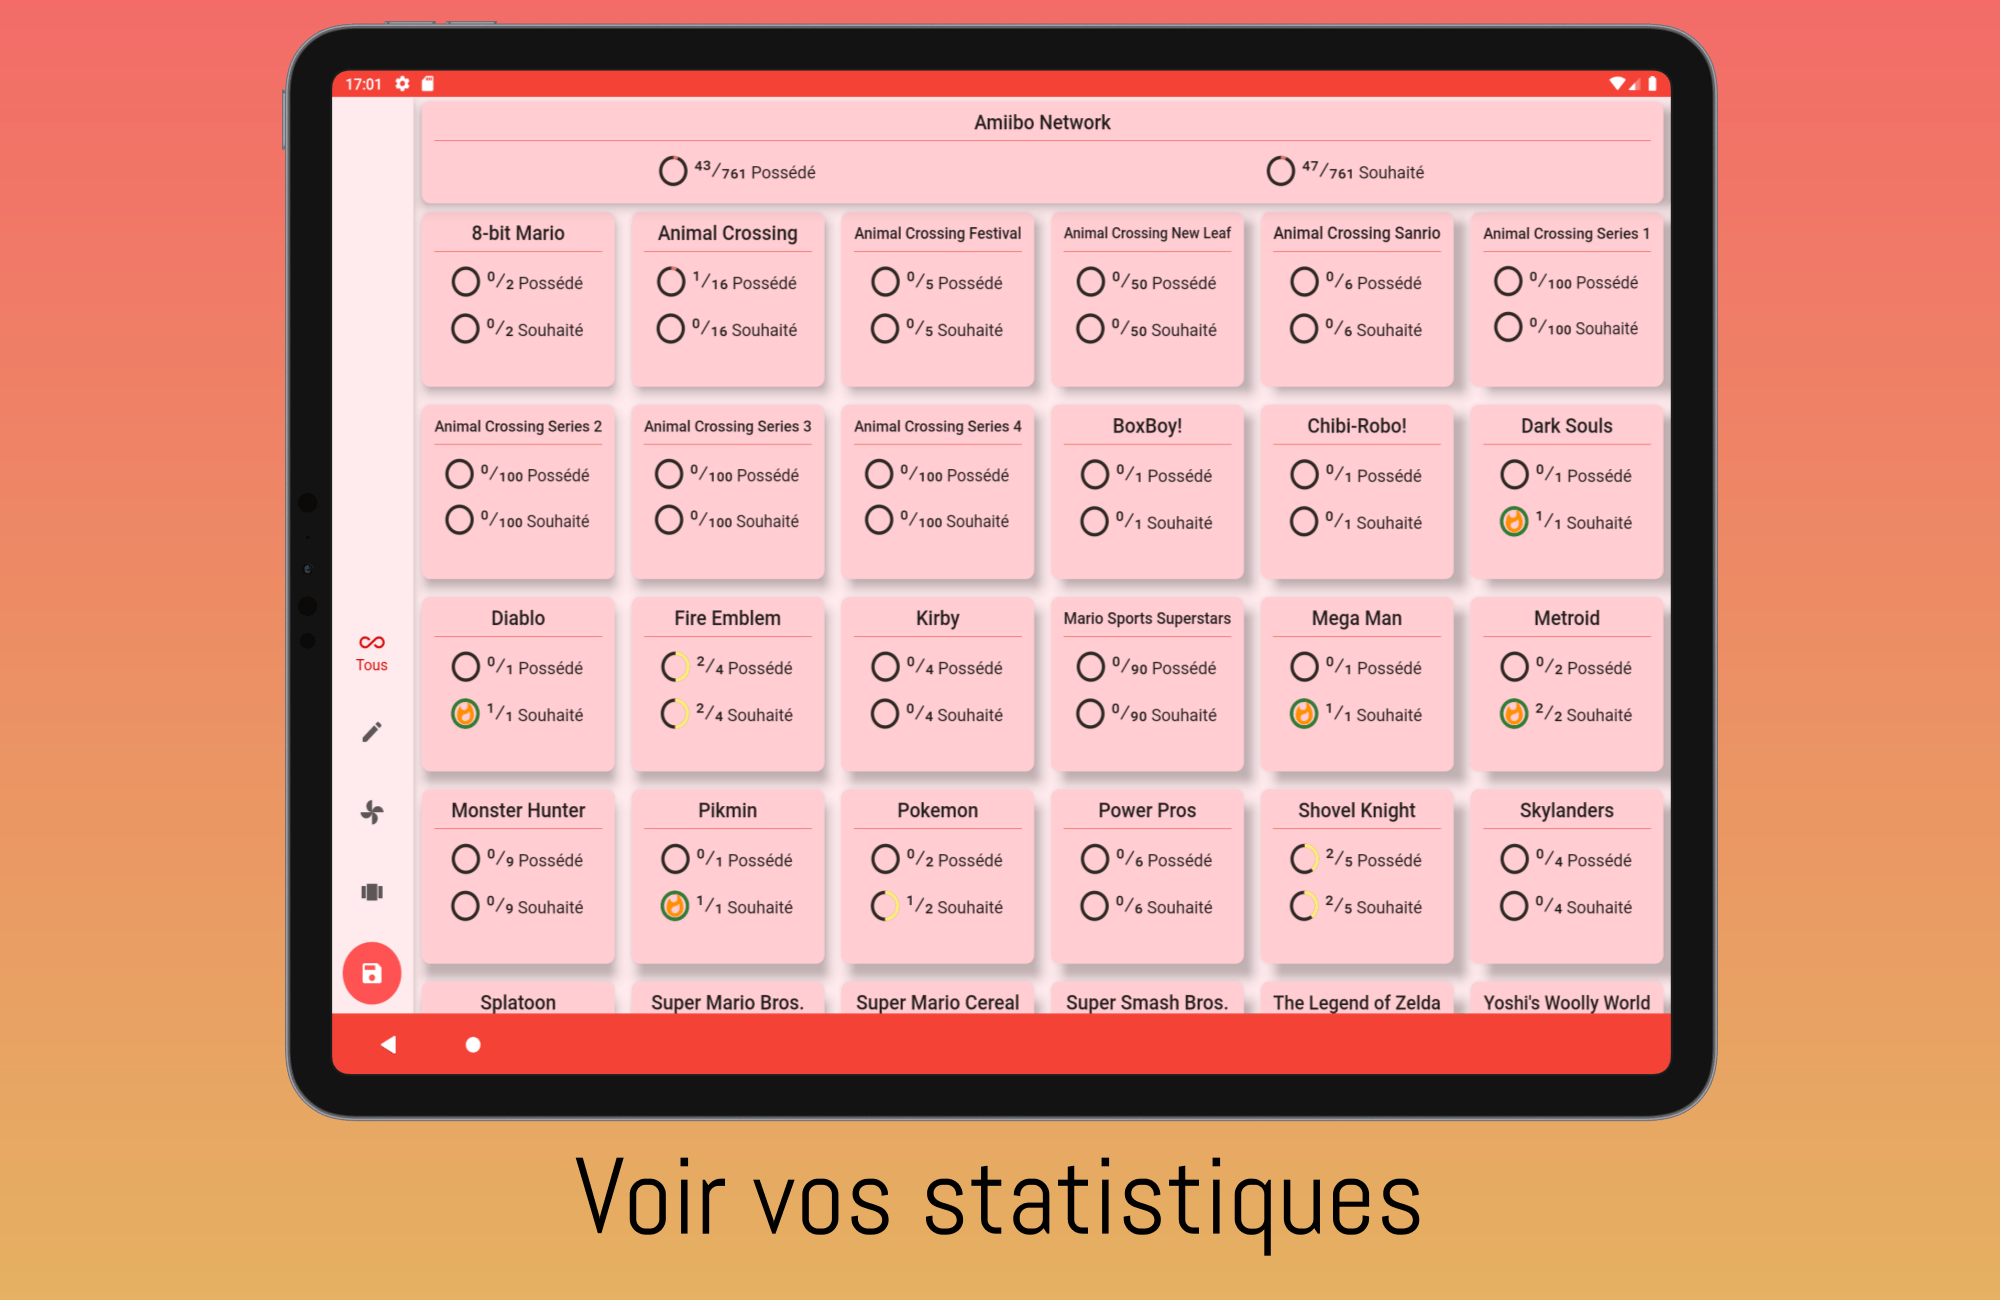 17:01
Amiibo Network
43/761 Possédé 47/761 Souhaité
8-bit Mario
0/2 Possédé
0/2 Souhaité
Animal Crossing
1/16 Possédé
0/16 Souhaité
Animal Crossing Festival
0/5 Possédé
0/5 Souhaité
Animal Crossing New Leaf
0/50 Possédé
0/50 Souhaité
Animal Crossing Sanrio
0/6 Possédé
0/6 Souhaité
Animal Crossing Series 1
0/100 Possédé
0/100 Souhaité
Animal Crossing Series 2
0/100 Possédé
0/100 Souhaité
Animal Crossing Series 3
0/100 Possédé
0/100 Souhaité
Animal Crossing Series 4
0/100 Possédé
0/100 Souhaité
BoxBoy!
0/1 Possédé
0/1 Souhaité
Chibi-Robo!
0/1 Possédé
0/1 Souhaité
Dark Souls
0/1 Possédé
1/1 Souhaité
Diablo
0/1 Possédé
1/1 Souhaité
Fire Emblem
2/4 Possédé
2/4 Souhaité
Kirby
0/4 Possédé
0/4 Souhaité
Mario Sports Superstars
0/90 Possédé
0/90 Souhaité
Mega Man
0/1 Possédé
1/1 Souhaité
Metroid
0/2 Possédé
2/2 Souhaité
Monster Hunter
0/9 Possédé
0/9 Souhaité
Pikmin
0/1 Possédé
1/1 Souhaité
Pokemon
0/2 Possédé
1/2 Souhaité
Power Pros
0/6 Possédé
0/6 Souhaité
Shovel Knight
2/5 Possédé
2/5 Souhaité
Skylanders
0/4 Possédé
0/4 Souhaité
Splatoon
Super Mario Bros.
Super Mario Cereal
Super Smash Bros.
The Legend of Zelda
Yoshi's Woolly World
Tous
Voir vos statistiques